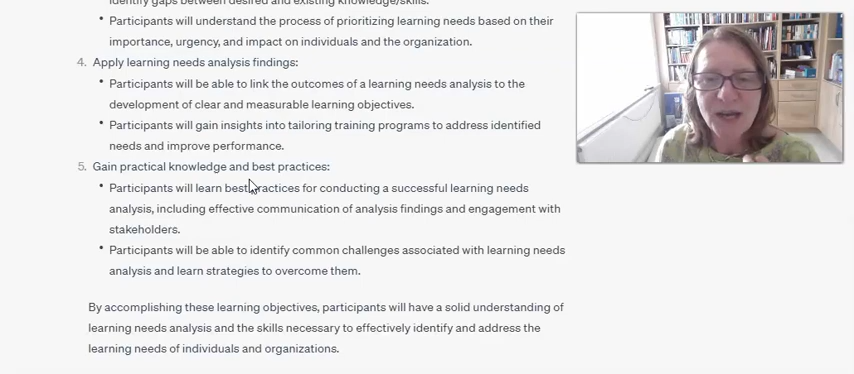 identify gaps between desired and existing knowledge/skills.
• Participants will understand the process of prioritizing learning needs based on their
importance, urgency, and impact on individuals and the organization.
4. Apply learning needs analysis findings:
• Participants will be able to link the outcomes of a learning needs analysis to the
development of clear and measurable learning objectives.
• Participants will gain insights into tailoring training programs to address identified
needs and improve performance.
5. Gain practical knowledge and best practices:
• Participants will learn best practices for conducting a successful learning needs
analysis, including effective communication of analysis findings and engagement with
stakeholders.
• Participants will be able to identify common challenges associated with learning needs
analysis and learn strategies to overcome them.
By accomplishing these learning objectives, participants will have a solid understanding of
learning needs analysis and the skills necessary to effectively identify and address the
learning needs of individuals and organizations.